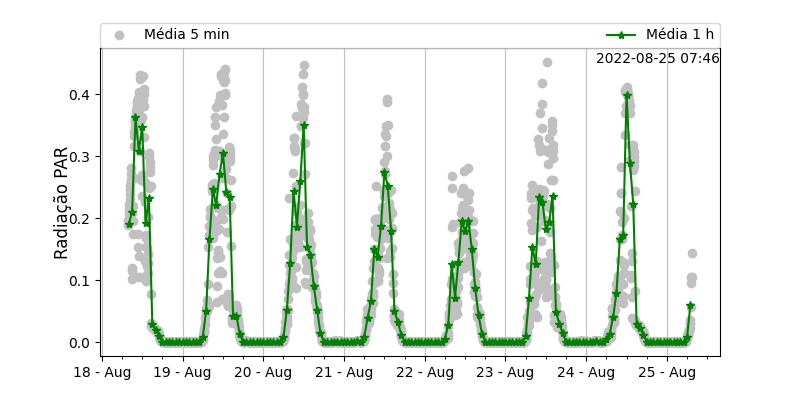 Média 5 min
Média 1 h
2022-08-25 07:46
Radiação PAR
0.4
0.3
0.2
0.1
0.0
18 - Aug
19 - Aug
20 - Aug
21 - Aug
22 - Aug
23 - Aug
24 - Aug
25 - Aug